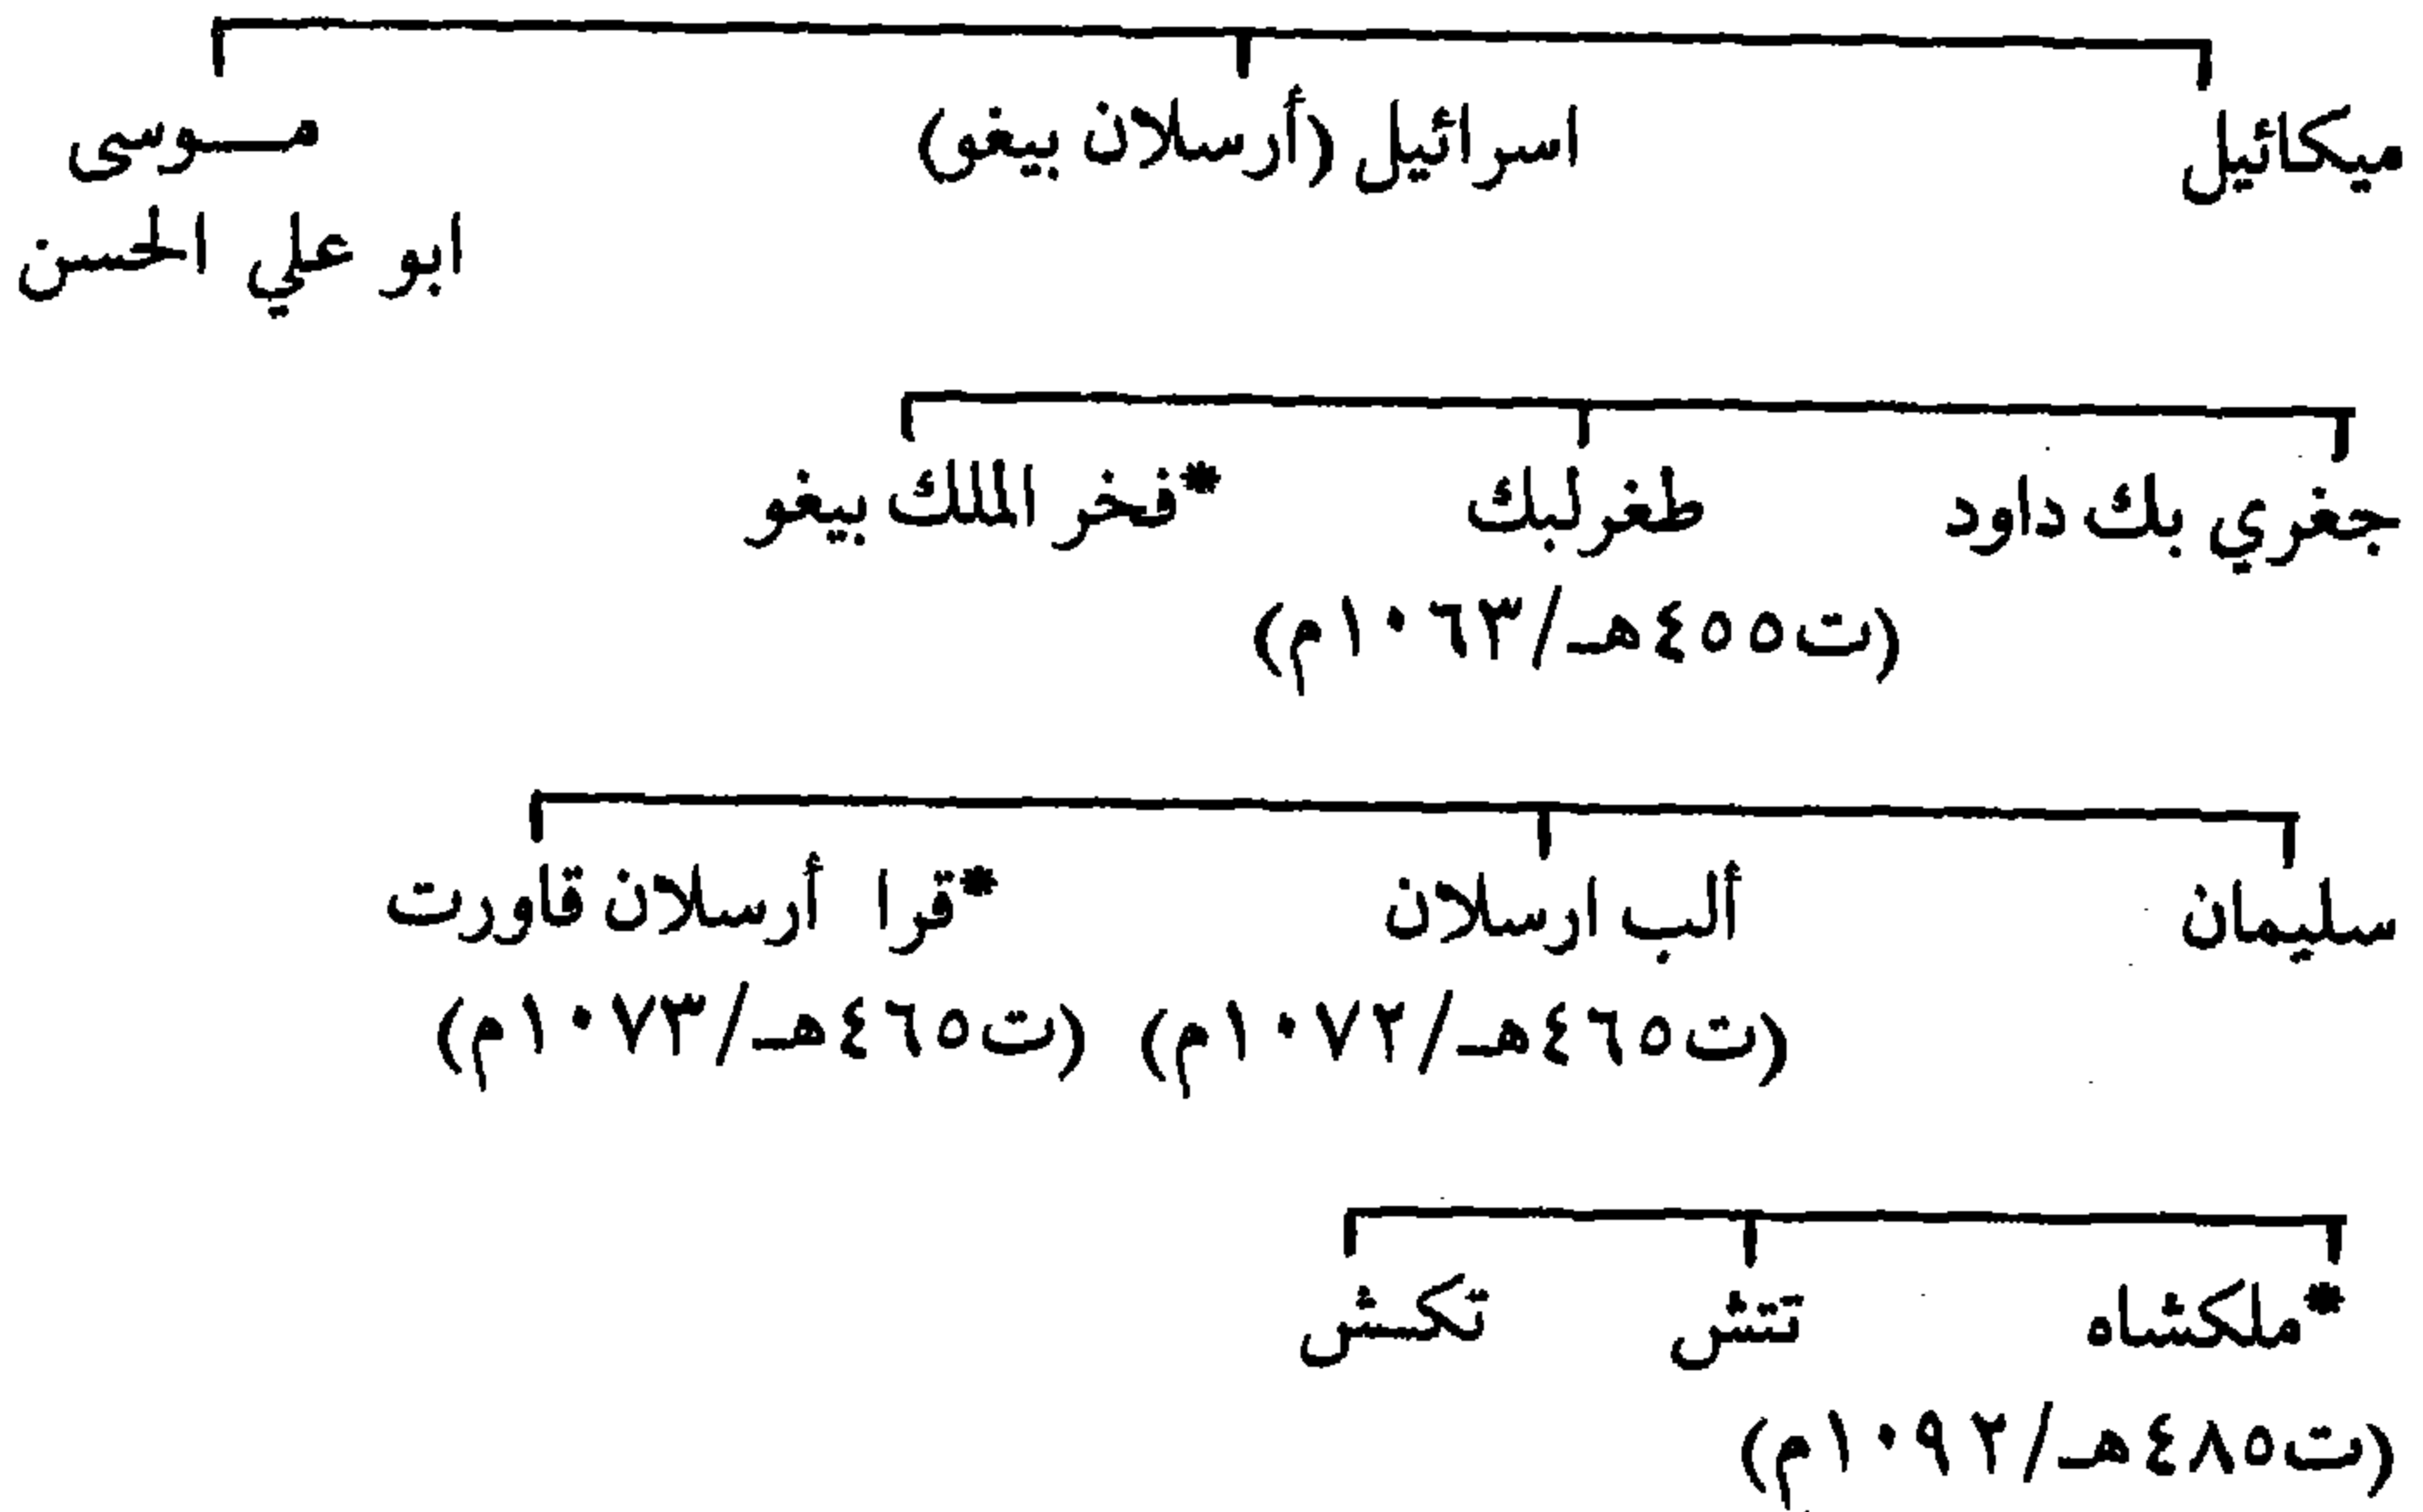 ميكائيل اسرائيل (أرسلان بيغو) مـــوسى
ابو علي الحسن
جغري بك داود طغرلبك *فخر الملك بيغو
(ت٤٥٥هـ/١٠٦٣م)
سليمان ألب ارسلان *قرا أرسلان قاورت
(ت٤٦٥هـ/١٠٧٢م) (ت٤٦٥هـ/١٠٧٣م)
*ملكشاه تتش تكش
(ت٤٨٥هـ/١٠٩٢م)